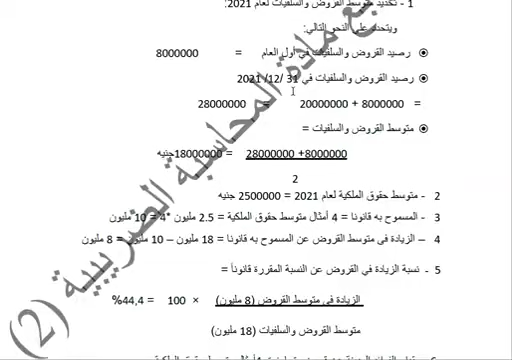 1 - تحديد متوسط القروض والسلفيات لعام 2021:
ويتحدد على النحو التالي:
رصيد القروض والسلفيات في أول العام = 8000000
رصيد القروض والسلفيات في 31 /12/ 2021
= 8000000 + 20000000 = 28000000
متوسط القروض والسلفيات =
8000000+ 28000000 = 18000000جنيه
2
2 - متوسط حقوق الملكية لعام 2021 = 2500000 جنيه
3 - المسموح به قانونا = 4 أمثال متوسط حقوق الملكية = 2.5 مليون *4 = 10 مليون
4 – الزيادة فى متوسط القروض عن المسموح به قانونا = 18 مليون – 10 مليون = 8 مليون
5 - نسبة الزيادة في القروض عن النسبة المقررة قانوناً =
الزيادة فى متوسط القروض (8 مليون) × 100 = 44,4%
متوسط القروض والسلفيات (18 مليون)
مادة المحاسبة الضريبية (2)